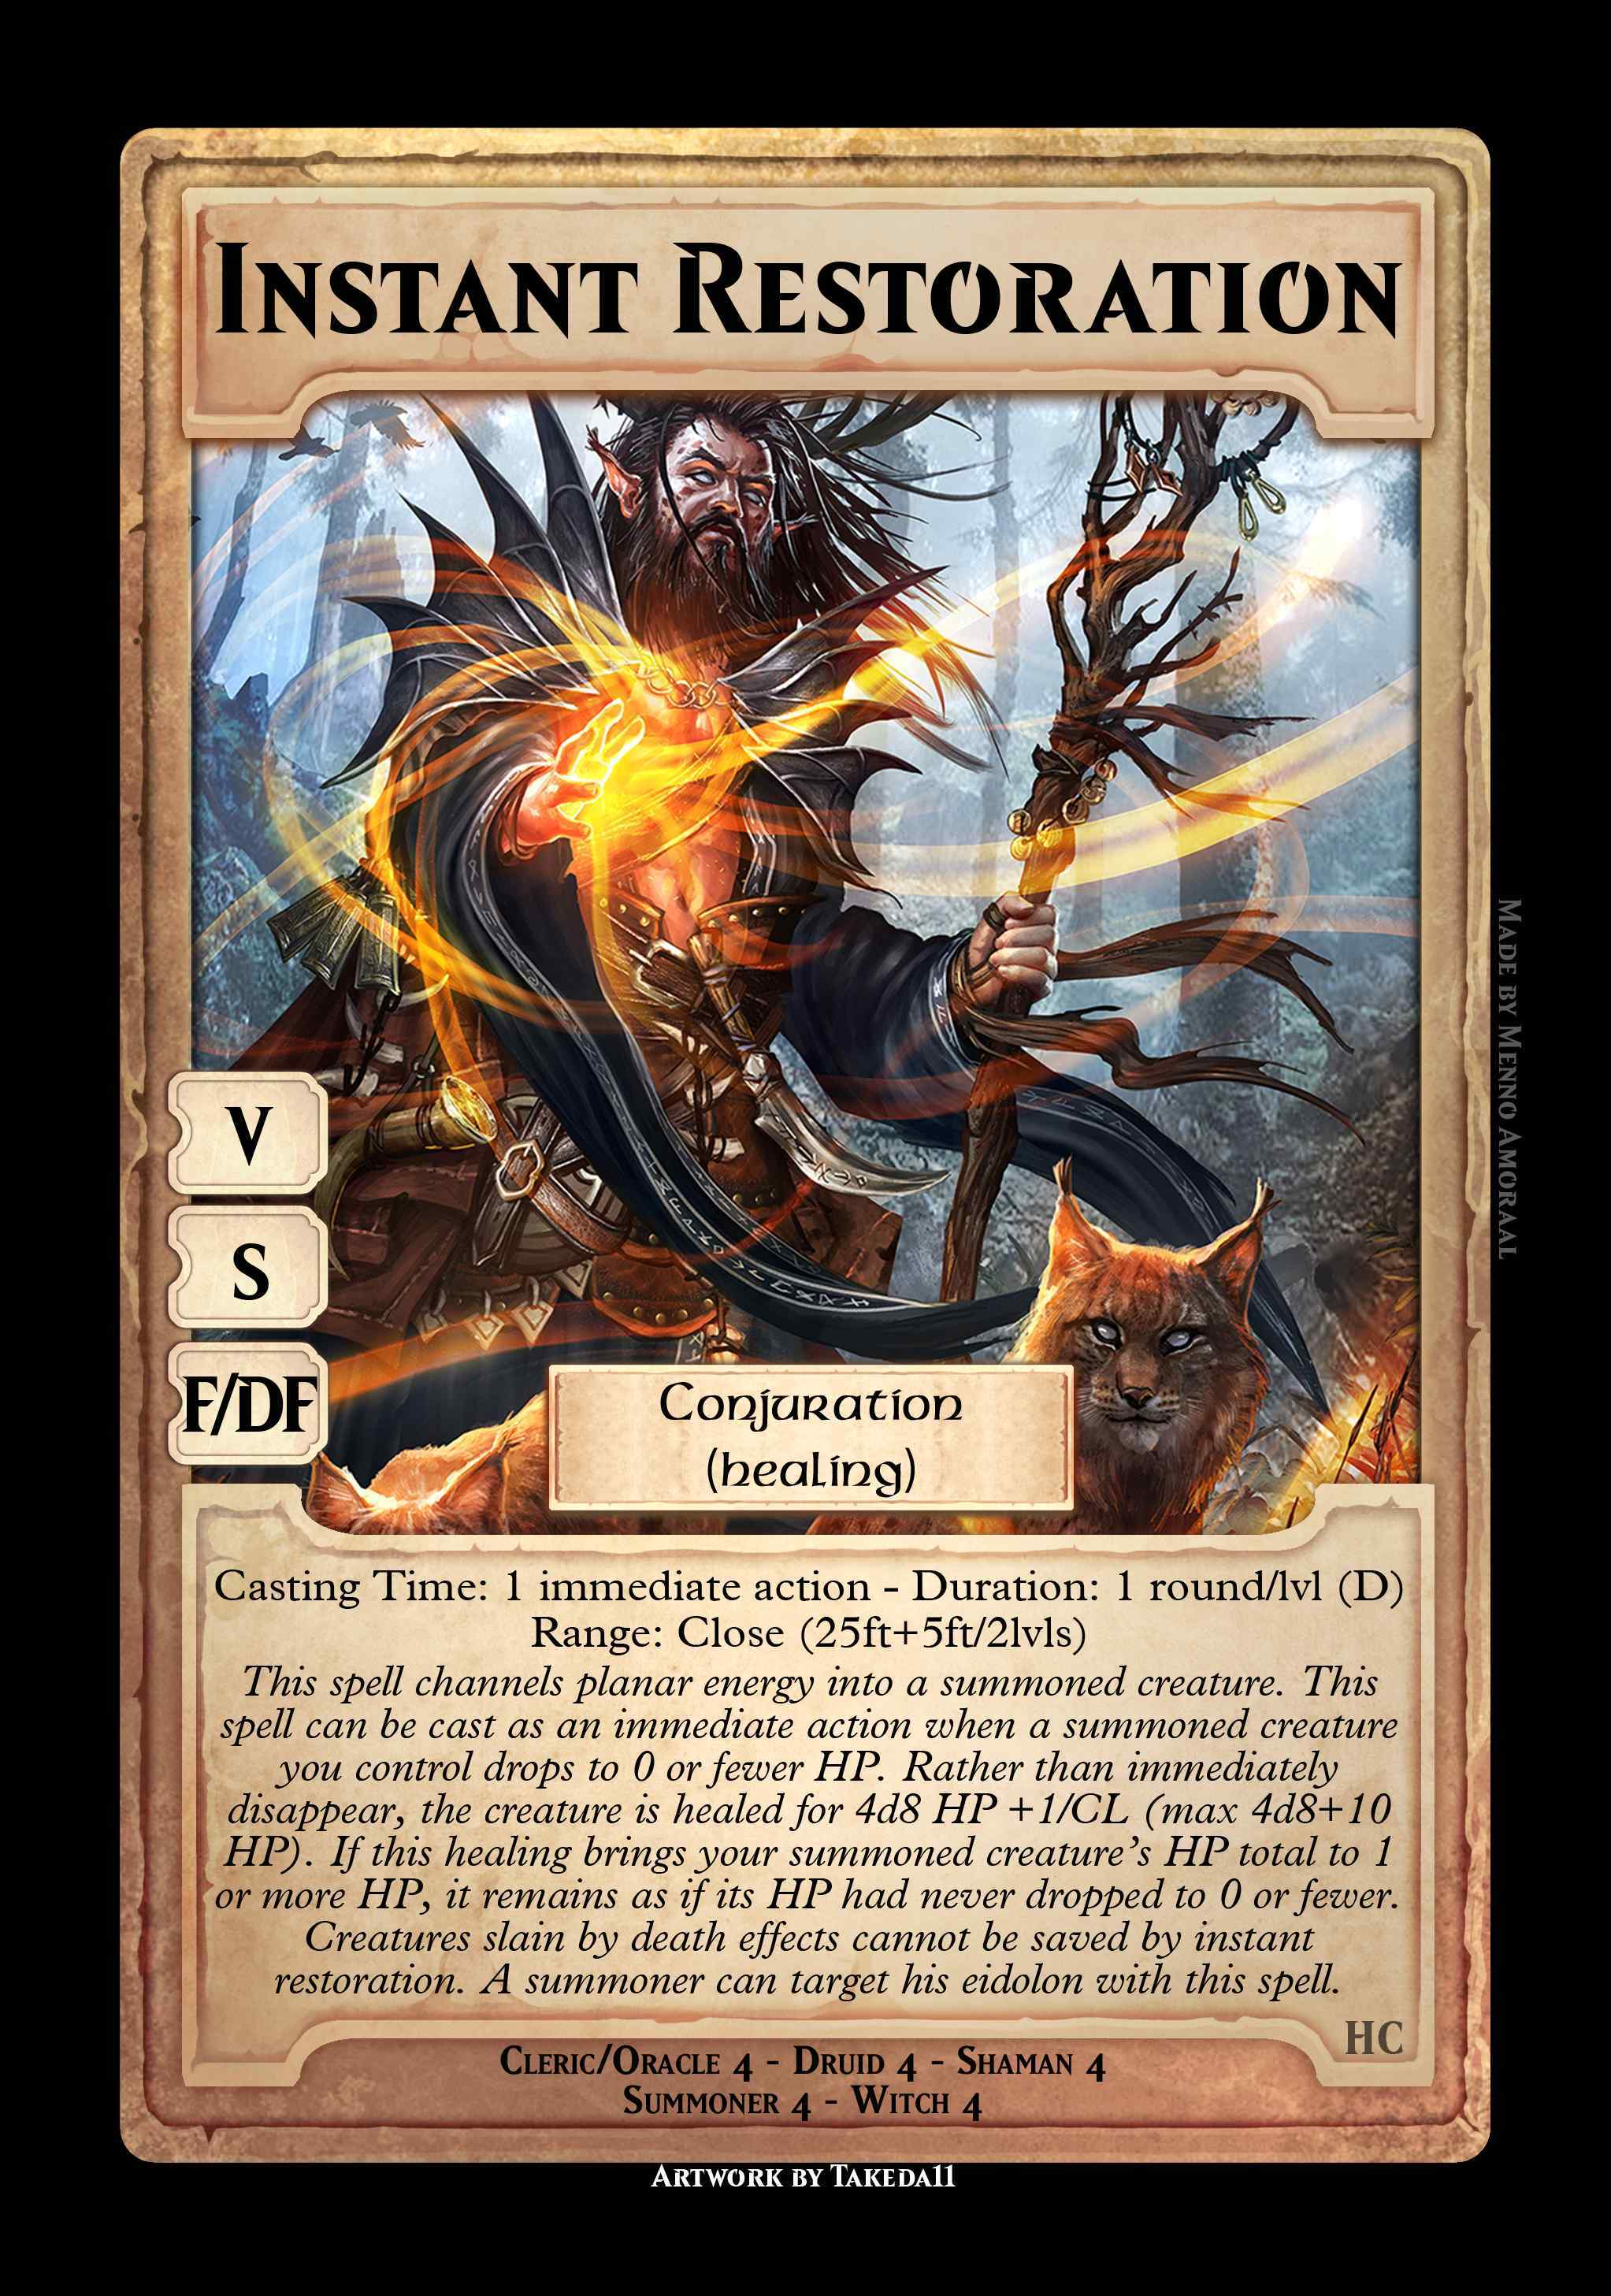 Instant Restoration
V
S
F/DF
Conjuration
(healing)
Casting Time: 1 immediate action - Duration: 1 round/lvl (D)
Range: Close (25ft+5ft/2lvls)
This spell channels planar energy into a summoned creature. This
spell can be cast as an immediate action when a summoned creature
you control drops to 0 or fewer HP. Rather than immediately
disappear, the creature is healed for 4d8 HP +1/CL (max 4d8+10
HP). If this healing brings your summoned creature's HP total to 1
or more HP, it remains as if its HP had never dropped to 0 or fewer.
Creatures slain by death effects cannot be saved by instant
restoration. A summoner can target his eidolon with this spell.
HC
Cleric/Oracle 4 - Druid 4 - Shaman 4
Summoner 4 - Witch 4
Artwork by Takeda11
Made by Menno Amoraal